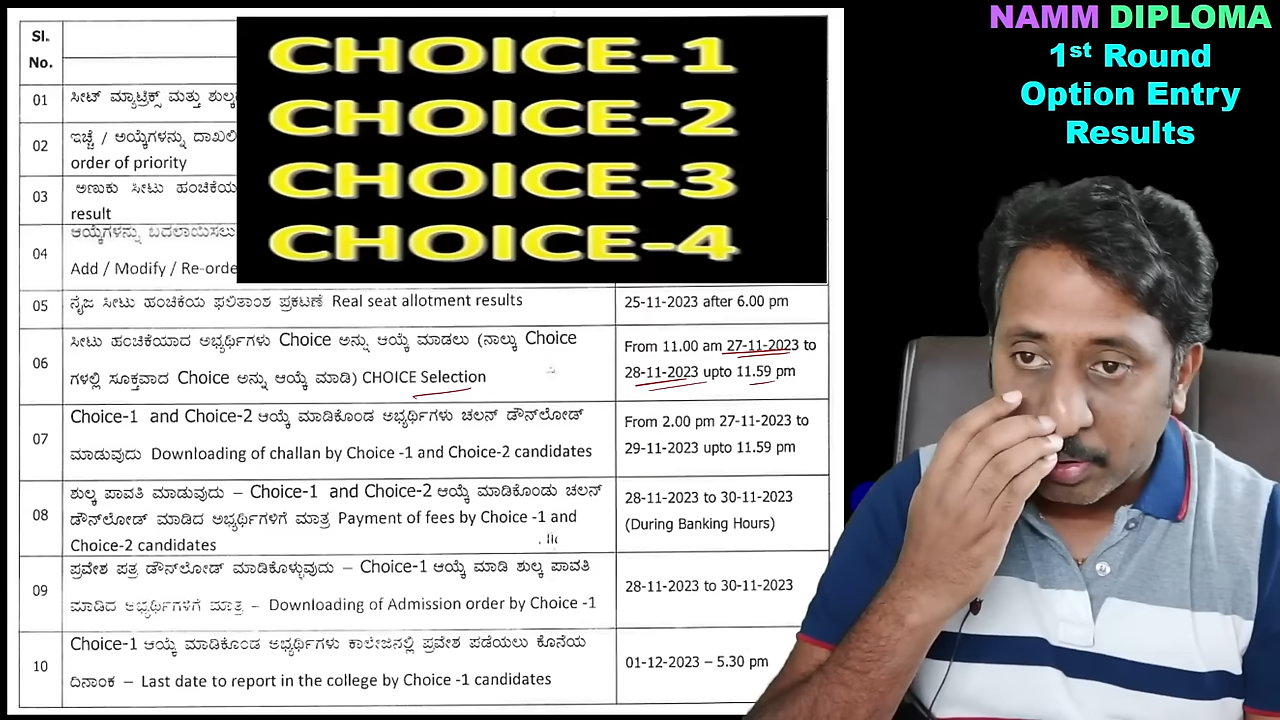 NAMM DIPLOMA
1st Round
Option Entry
Results
CHOICE-1
CHOICE-2
CHOICE-3
CHOICE-4
Sl.
No.
01 ಸೀಟ್ ಮ್ಯಾಟ್ರಿಕ್ಸ್ ಮತ್ತು
02 ಇಚ್ಛೆ / ಆಯ್ಕೆಗಳನ್ನು
order of priority
03 ಅಣುಕು ಸೀಟು ಹಂಚಿಕೆಯ
result
04 ಆಯ್ಕೆಗಳನ್ನು ಬದಲಾಯಿಸಲು
Add / Modify / Re-orde
05 ನೈಜ ಸೀಟು ಹಂಚಿಕೆಯ ಫಲಿತಾಂಶ ಪ್ರಕಟಣೆ Real seat allotment results 25-11-2023 after 6.00 pm
06 ಸೀಟು ಹಂಚಿಕೆಯಾದ ಅಭ್ಯರ್ಥಿಗಳು Choice ಅನ್ನು ಆಯ್ಕೆ ಮಾಡಲು (ನಾಲ್ಕು Choice From 11.00 am 27-11-2023 to
ಗಳಲ್ಲಿ ಸೂಕ್ತವಾದ Choice ಅನ್ನು ಆಯ್ಕೆ ಮಾಡಿ) CHOICE Selection 28-11-2023 upto 11.59 pm
07 Choice-1 and Choice-2 ಆಯ್ಕೆ ಮಾಡಿಕೊಂಡ ಅಭ್ಯರ್ಥಿಗಳು ಚಲನ್ ಡೌನ್‌ಲೋಡ್ From 2.00 pm 27-11-2023 to
ಮಾಡುವುದು Downloading of challan by Choice -1 and Choice-2 candidates 29-11-2023 upto 11.59 pm
08 ಶುಲ್ಕ ಪಾವತಿ ಮಾಡುವುದು – Choice-1 and Choice-2 ಆಯ್ಕೆ ಮಾಡಿಕೊಂಡು ಚಲನ್ 28-11-2023 to 30-11-2023
ಡೌನ್‌ಲೋಡ್ ಮಾಡಿದ ಅಭ್ಯರ್ಥಿಗಳಿಗೆ ಮಾತ್ರ Payment of fees by Choice -1 and (During Banking Hours)
Choice-2 candidates
09 ಪ್ರವೇಶ ಪತ್ರ ಡೌನ್‌ಲೋಡ್ ಮಾಡಿಕೊಳ್ಳುವುದು – Choice-1 ಆಯ್ಕೆ ಮಾಡಿ ಶುಲ್ಕ ಪಾವತಿ 28-11-2023 to 30-11-2023
ಮಾಡಿದ ಅಭ್ಯರ್ಥಿಗಳಿಗೆ ಮಾತ್ರ – Downloading of Admission order by Choice -1
10 Choice-1 ಆಯ್ಕೆ ಮಾಡಿಕೊಂಡ ಅಭ್ಯರ್ಥಿಗಳು ಕಾಲೇಜಿನಲ್ಲಿ ಪ್ರವೇಶ ಪಡೆಯಲು ಕೊನೆಯ 01-12-2023 – 5.30 pm
ದಿನಾಂಕ – Last date to report in the college by Choice -1 candidates